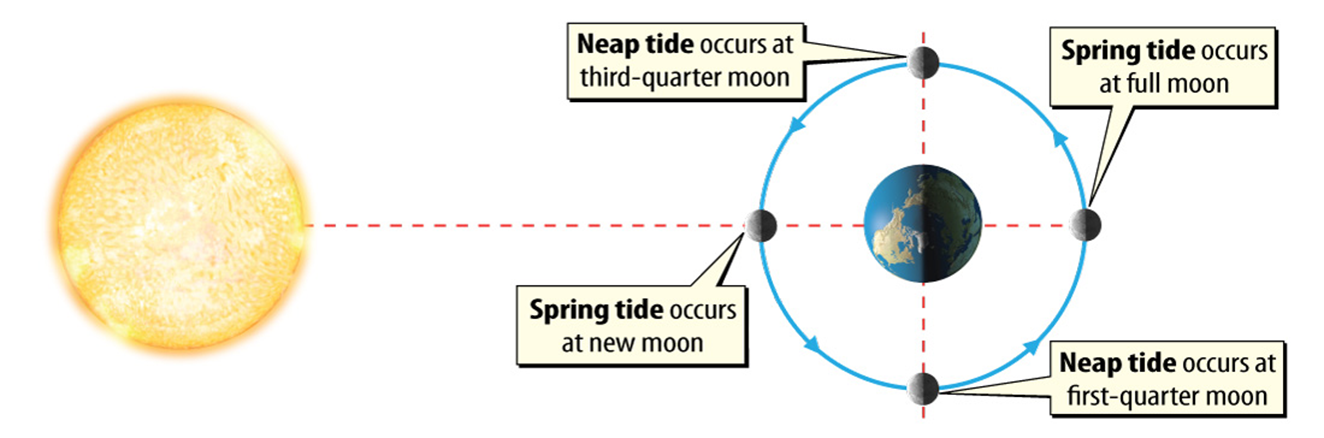 Neap tide occurs at
third-quarter moon
Spring tide occurs
at full moon
Spring tide occurs
at new moon
Neap tide occurs at
first-quarter moon